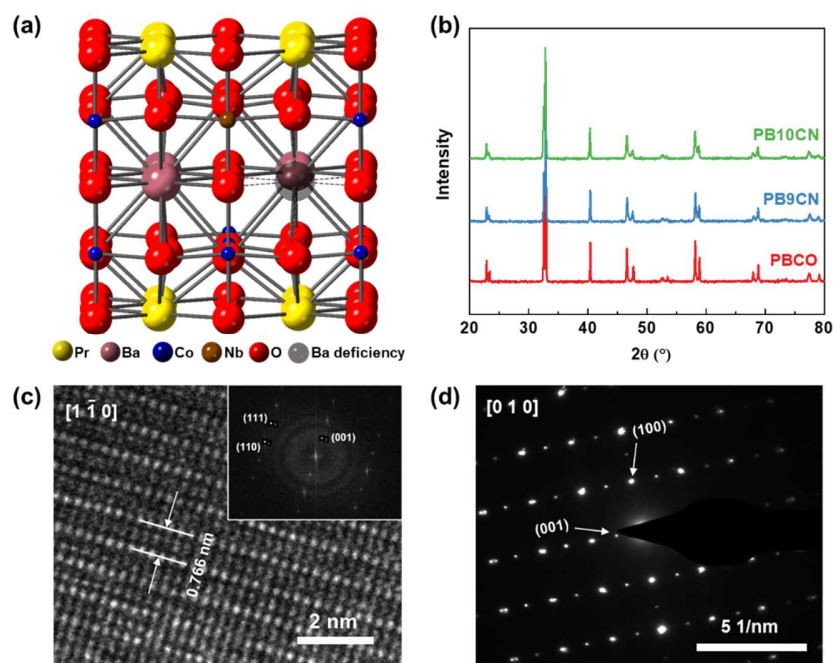 (a)
Pr Ba Co Nb O Ba deficiency
(b)
Intensity
PB10CN
PB9CN
PBCO
20 30 40 50 60 70 80
2θ (°)
(c)
[1 1̄ 0]
(111)
(110)
(001)
0.766 nm
2 nm
(d)
[0 1 0]
(100)
(001)
5 1/nm